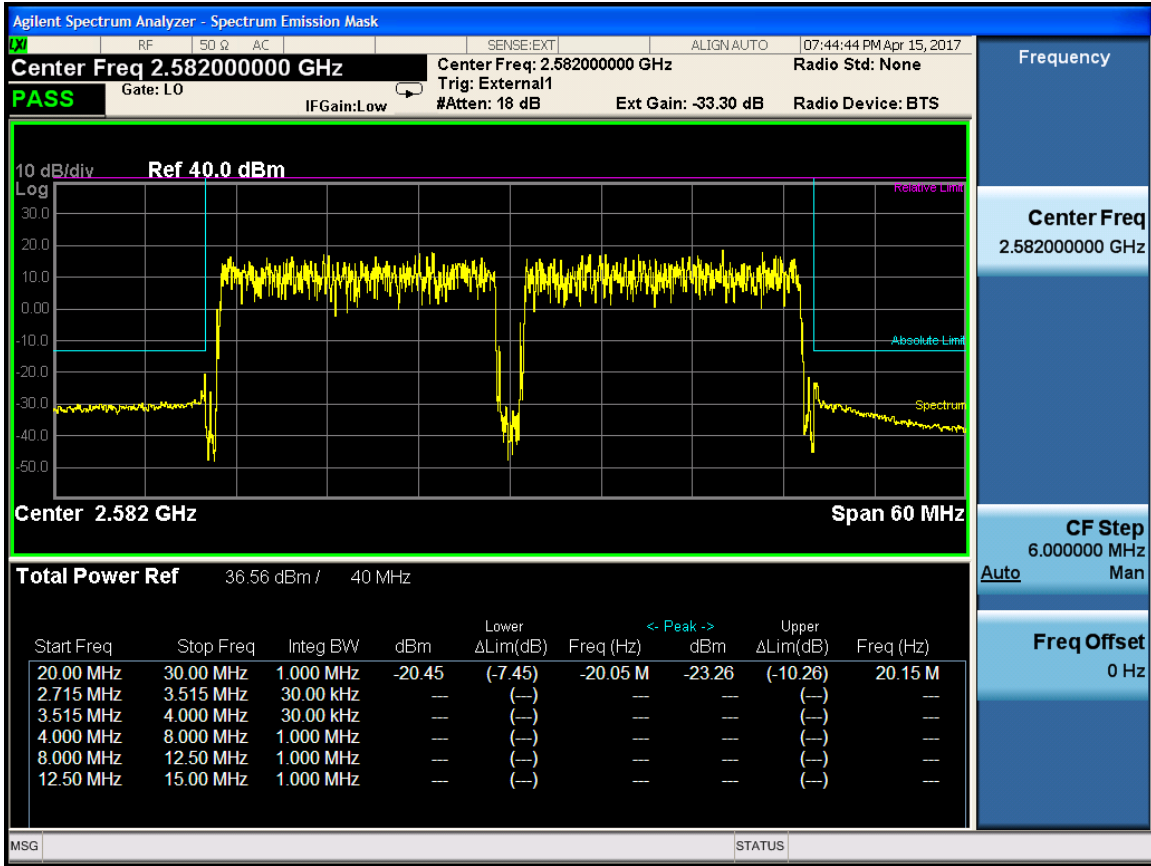 Agilent Spectrum Analyzer - Spectrum Emission Mask
LXI RF 50 Ω AC SENSE:EXT ALIGN AUTO 07:44:44 PM Apr 15, 2017
Center Freq 2.582000000 GHz Center Freq: 2.582000000 GHz Radio Std: None
PASS Gate: LO Trig: External1
IFGain:Low #Atten: 18 dB Ext Gain: -33.30 dB Radio Device: BTS
10 dB/div Ref 40.0 dBm
Log
Relative Limit
30.0
20.0
10.0
0.00
-10.0
Absolute Limit
-20.0
-30.0
Spectrum
-40.0
-50.0
Center 2.582 GHz Span 60 MHz
Total Power Ref 36.56 dBm / 40 MHz
Lower <- Peak -> Upper
Start Freq Stop Freq Integ BW dBm ΔLim(dB) Freq (Hz) dBm ΔLim(dB) Freq (Hz)
20.00 MHz 30.00 MHz 1.000 MHz -20.45 (-7.45) -20.05 M -23.26 (-10.26) 20.15 M
2.715 MHz 3.515 MHz 30.00 kHz --- (---) --- --- (---) ---
3.515 MHz 4.000 MHz 30.00 kHz --- (---) --- --- (---) ---
4.000 MHz 8.000 MHz 1.000 MHz --- (---) --- --- (---) ---
8.000 MHz 12.50 MHz 1.000 MHz --- (---) --- --- (---) ---
12.50 MHz 15.00 MHz 1.000 MHz --- (---) --- --- (---) ---
MSG STATUS
Frequency
Center Freq
2.582000000 GHz
CF Step
6.000000 MHz
Auto Man
Freq Offset
0 Hz